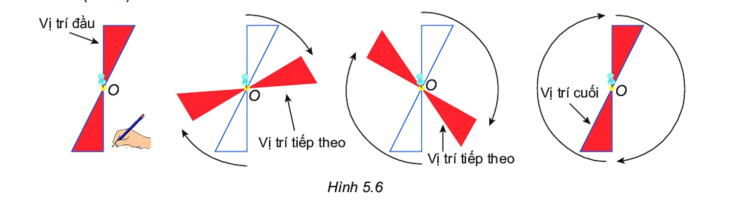 Vị trí đầu
O
O
Vị trí tiếp theo
O
Vị trí tiếp theo
Vị trí cuối
O
Hình 5.6